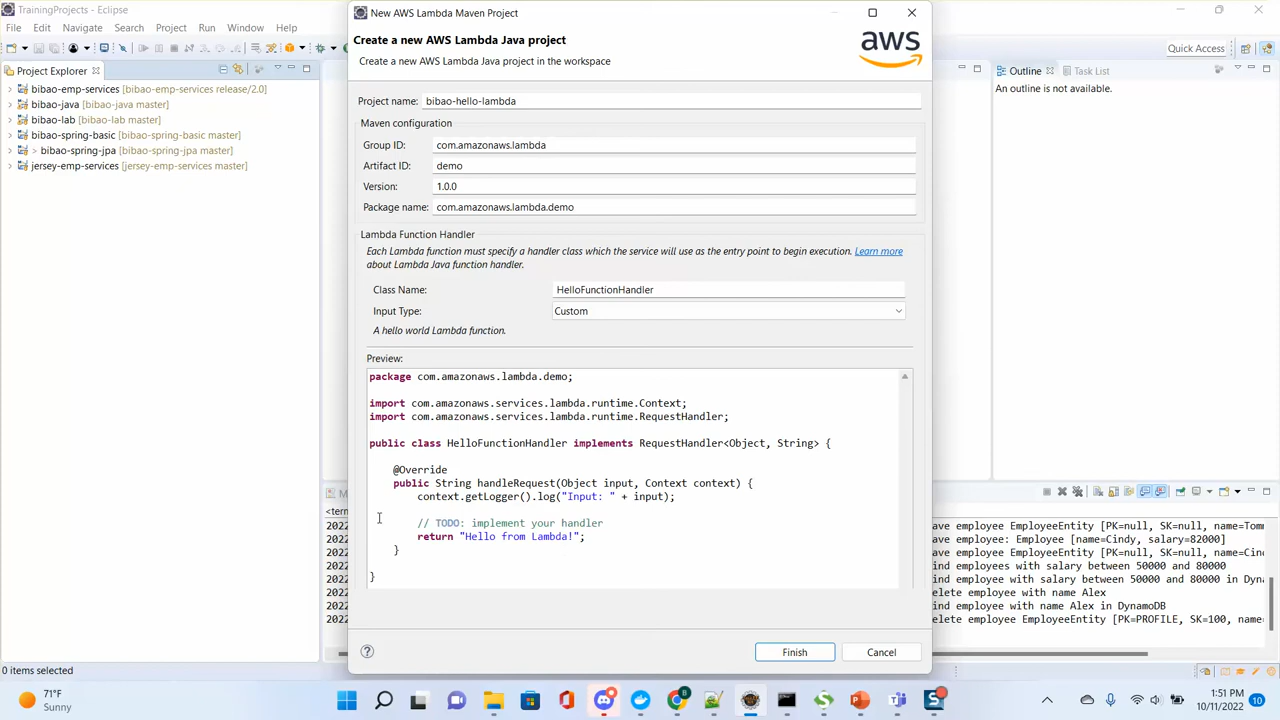 TrainingProjects - Eclipse
File Edit Navigate Search Project Run Window Help
Quick Access
Project Explorer
bibao-emp-services [bibao-emp-services release/2.0]
bibao-java [bibao-java master]
bibao-lab [bibao-lab master]
bibao-spring-basic [bibao-spring-basic master]
> bibao-spring-jpa [bibao-spring-jpa master]
jersey-emp-services [jersey-emp-services master]
0 items selected
New AWS Lambda Maven Project
Create a new AWS Lambda Java project
Create a new AWS Lambda Java project in the workspace
aws
Project name: bibao-hello-lambda
Maven configuration
Group ID: com.amazonaws.lambda
Artifact ID: demo
Version: 1.0.0
Package name: com.amazonaws.lambda.demo
Lambda Function Handler
Each Lambda function must specify a handler class which the service will use as the entry point to begin execution. Learn more
about Lambda Java function handler.
Class Name: HelloFunctionHandler
Input Type: Custom
A hello world Lambda function.
Preview:
package com.amazonaws.lambda.demo;
import com.amazonaws.services.lambda.runtime.Context;
import com.amazonaws.services.lambda.runtime.RequestHandler;
public class HelloFunctionHandler implements RequestHandler<Object, String> {
@Override
public String handleRequest(Object input, Context context) {
context.getLogger().log("Input: " + input);
// TODO: implement your handler
return "Hello from Lambda!";
}
}
Finish Cancel
Outline Task List
An outline is not available.
M
<terr
2022 ave employee EmployeeEntity [PK=null, SK=null, name=Tomm
2022 ave employee: Employee [name=Cindy, salary=82000]
2022 ave employee EmployeeEntity [PK=null, SK=null, name=Cinc
2022 ind employees with salary between 50000 and 80000
2022 ind employee with salary between 50000 and 80000 in Dyna
2022 elete employee with name Alex
2022 ind employee with name Alex in DynamoDB
2022 elete employee EmployeeEntity [PK=PROFILE, SK=100, name=
71°F
Sunny
1:51 PM
10/11/2022
10